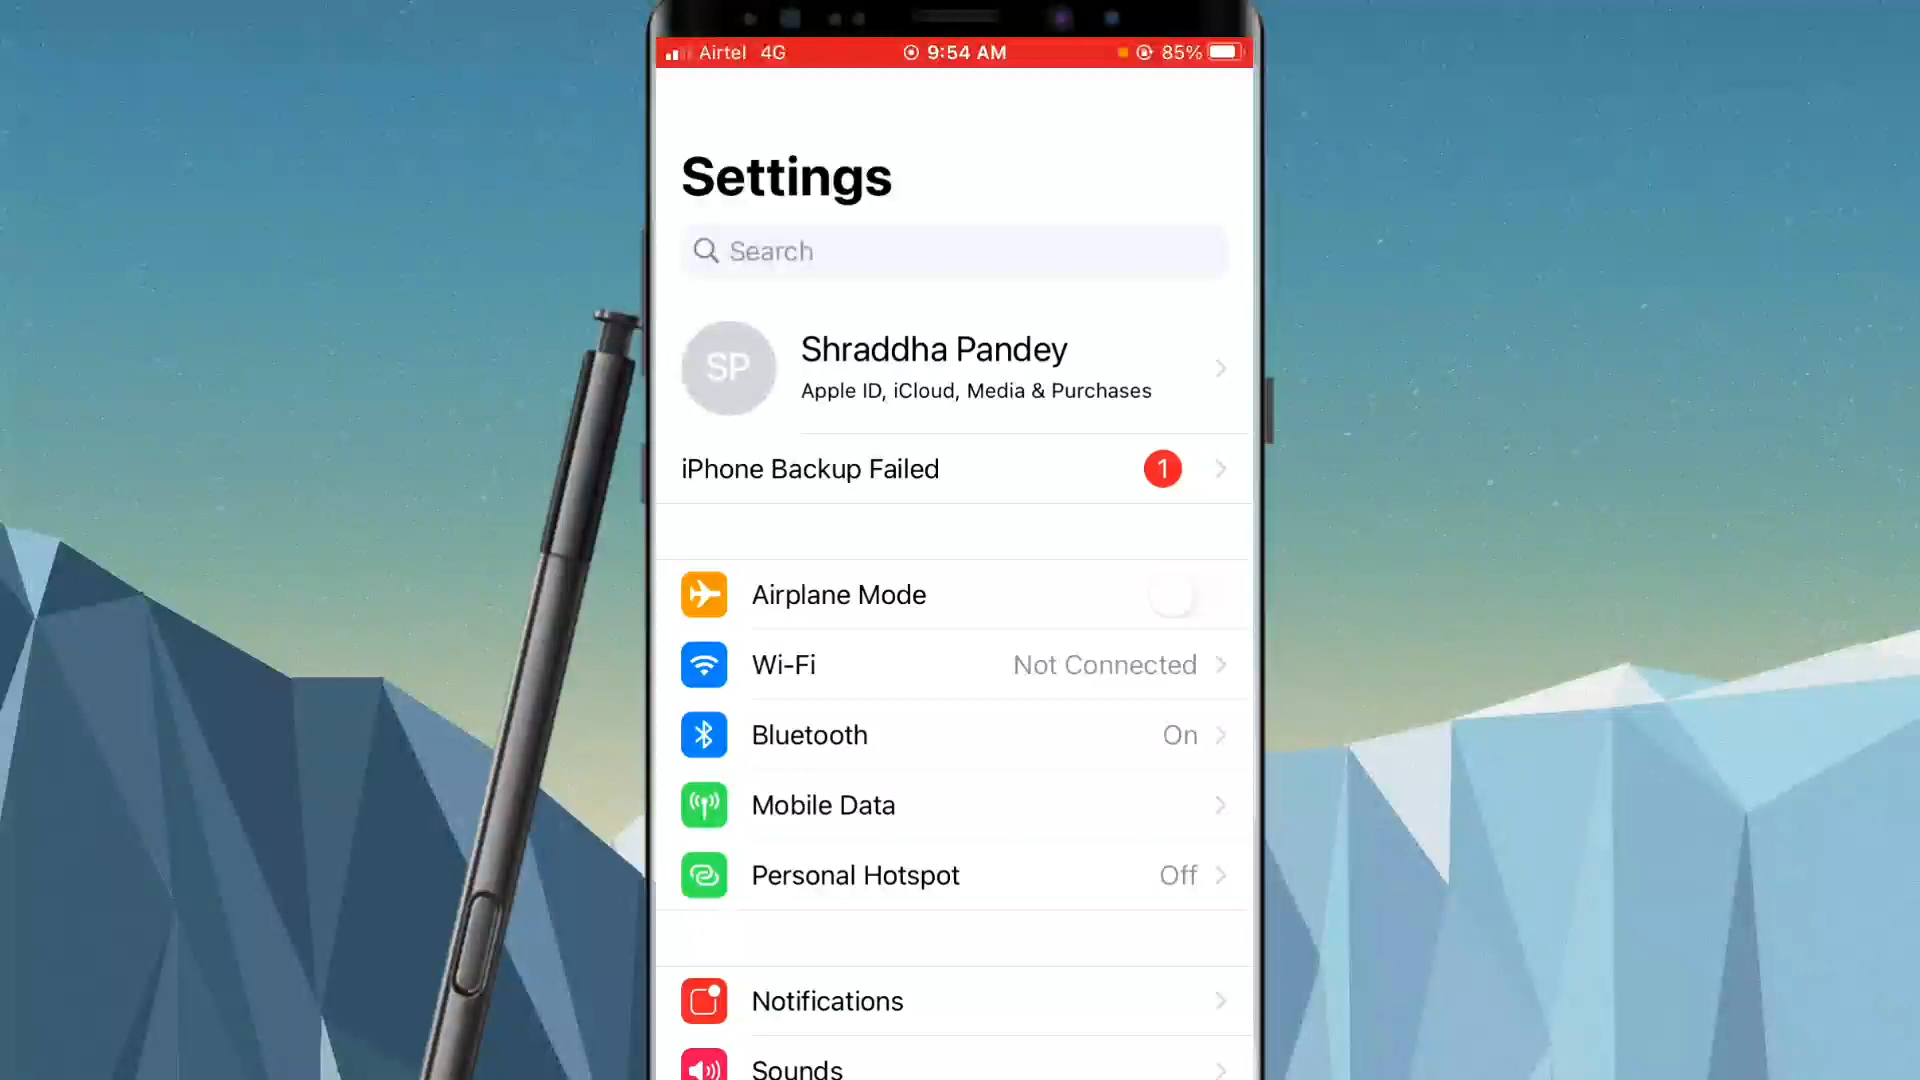 Airtel 4G 9:54 AM 85%
Settings
Search
SP
Shraddha Pandey
Apple ID, iCloud, Media & Purchases
iPhone Backup Failed 1
Airplane Mode
Wi-Fi Not Connected
Bluetooth On
Mobile Data
Personal Hotspot Off
Notifications
Sounds